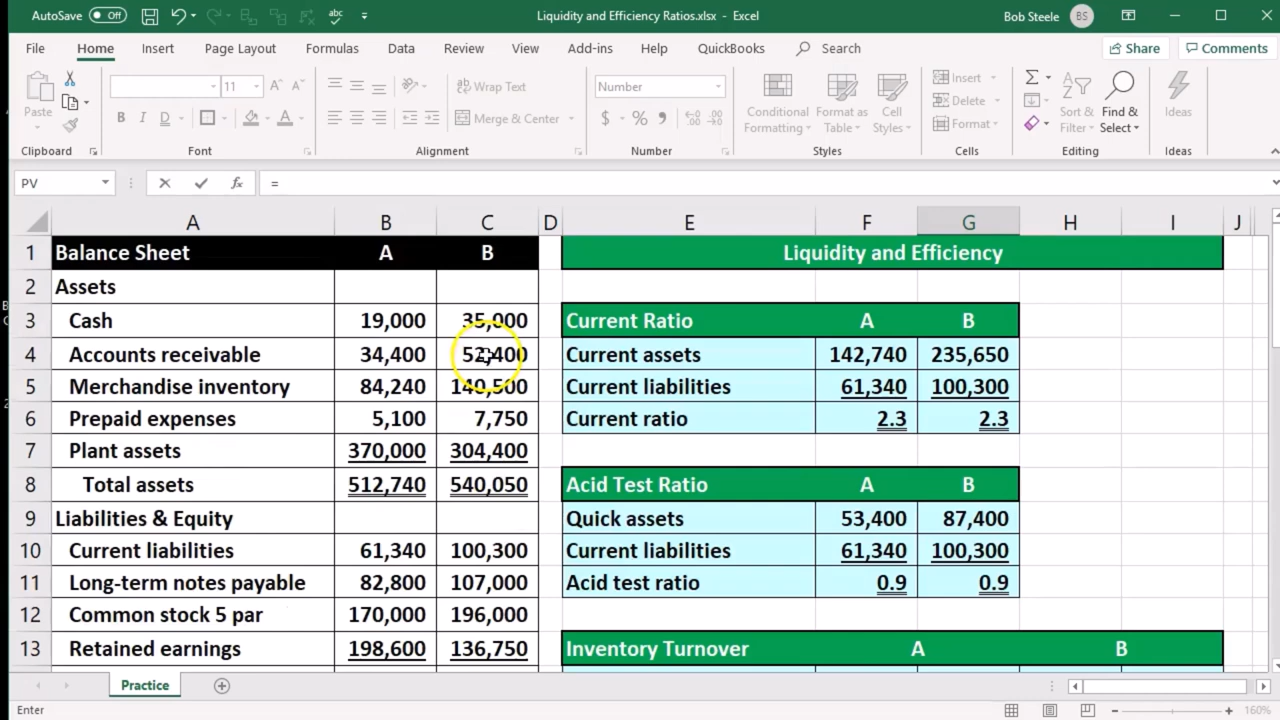 AutoSave Off abc Liquidity and Efficiency Ratios.xlsx - Excel Bob Steele BS
File Home Insert Page Layout Formulas Data Review View Add-ins Help QuickBooks Search Share Comments
Paste 11 Wrap Text Number Conditional Formatting Format as Table Cell Styles Insert Sort & Filter Find & Select Ideas
B I U Merge & Center $ % Delete
Format
Clipboard Font Alignment Number Styles Cells Editing Ideas
PV fx =
A B C D E F G H I J
1 Balance Sheet A B Liquidity and Efficiency
2 Assets
3 Cash 19,000 35,000 Current Ratio A B
4 Accounts receivable 34,400 52,400 Current assets 142,740 235,650
5 Merchandise inventory 84,240 140,500 Current liabilities 61,340 100,300
6 Prepaid expenses 5,100 7,750 Current ratio 2.3 2.3
7 Plant assets 370,000 304,400
8 Total assets 512,740 540,050 Acid Test Ratio A B
9 Liabilities & Equity Quick assets 53,400 87,400
10 Current liabilities 61,340 100,300 Current liabilities 61,340 100,300
11 Long-term notes payable 82,800 107,000 Acid test ratio 0.9 0.9
12 Common stock 5 par 170,000 196,000
13 Retained earnings 198,600 136,750 Inventory Turnover A B
Practice
Enter 160%